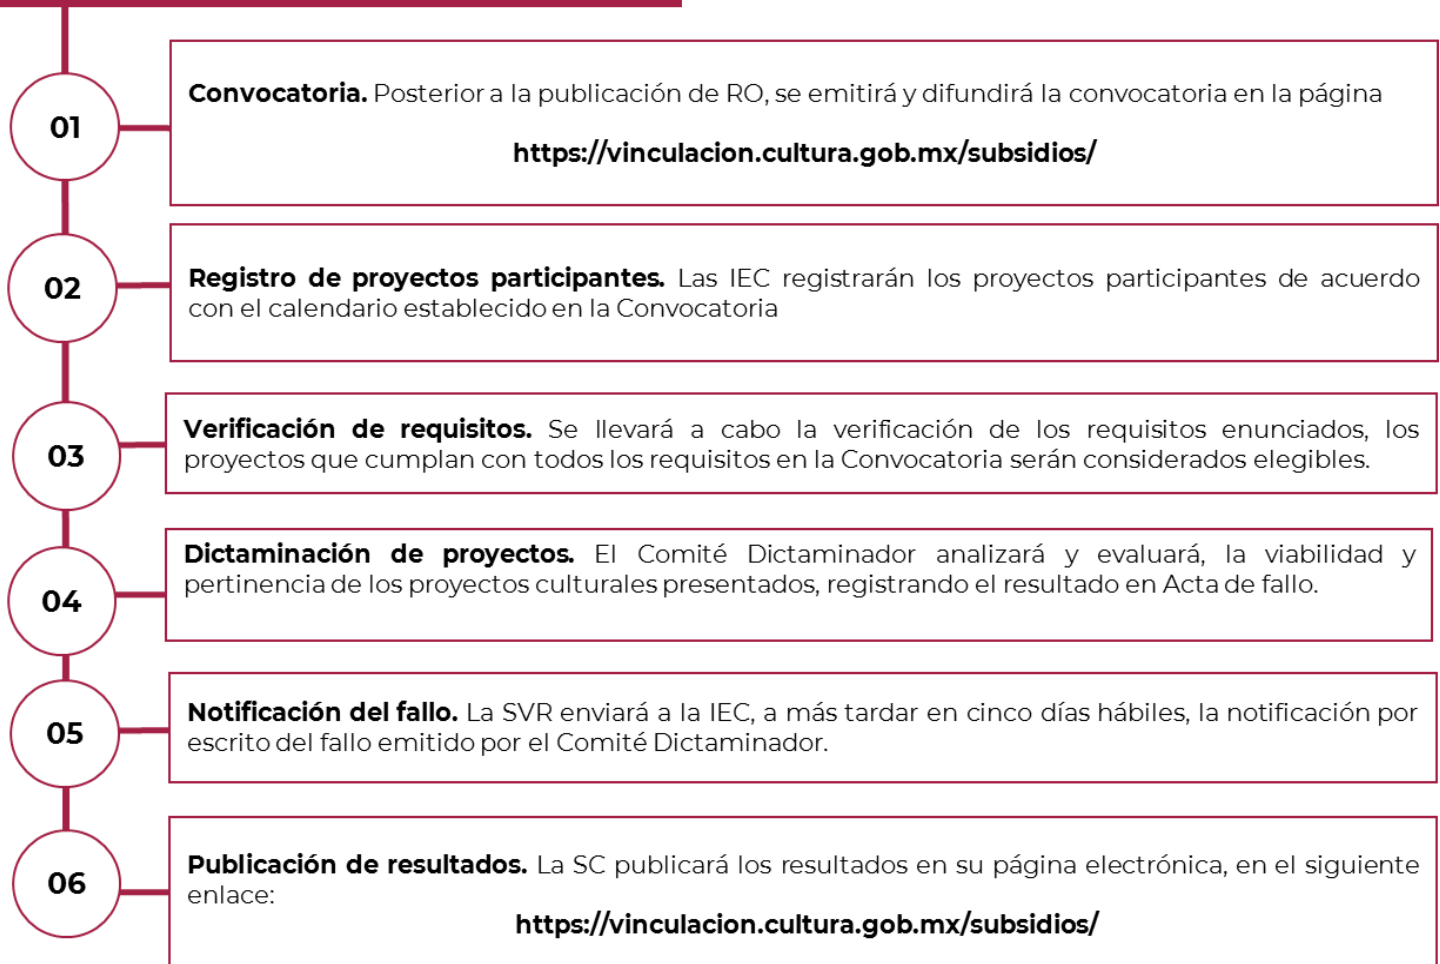 01
Convocatoria. Posterior a la publicación de RO, se emitirá y difundirá la convocatoria en la página
https://vinculacion.cultura.gob.mx/subsidios/
02
Registro de proyectos participantes. Las IEC registrarán los proyectos participantes de acuerdo
con el calendario establecido en la Convocatoria
03
Verificación de requisitos. Se llevará a cabo la verificación de los requisitos enunciados, los
proyectos que cumplan con todos los requisitos en la Convocatoria serán considerados elegibles.
04
Dictaminación de proyectos. El Comité Dictaminador analizará y evaluará, la viabilidad y
pertinencia de los proyectos culturales presentados, registrando el resultado en Acta de fallo.
05
Notificación del fallo. La SVR enviará a la IEC, a más tardar en cinco días hábiles, la notificación por
escrito del fallo emitido por el Comité Dictaminador.
06
Publicación de resultados. La SC publicará los resultados en su página electrónica, en el siguiente
enlace:
https://vinculacion.cultura.gob.mx/subsidios/